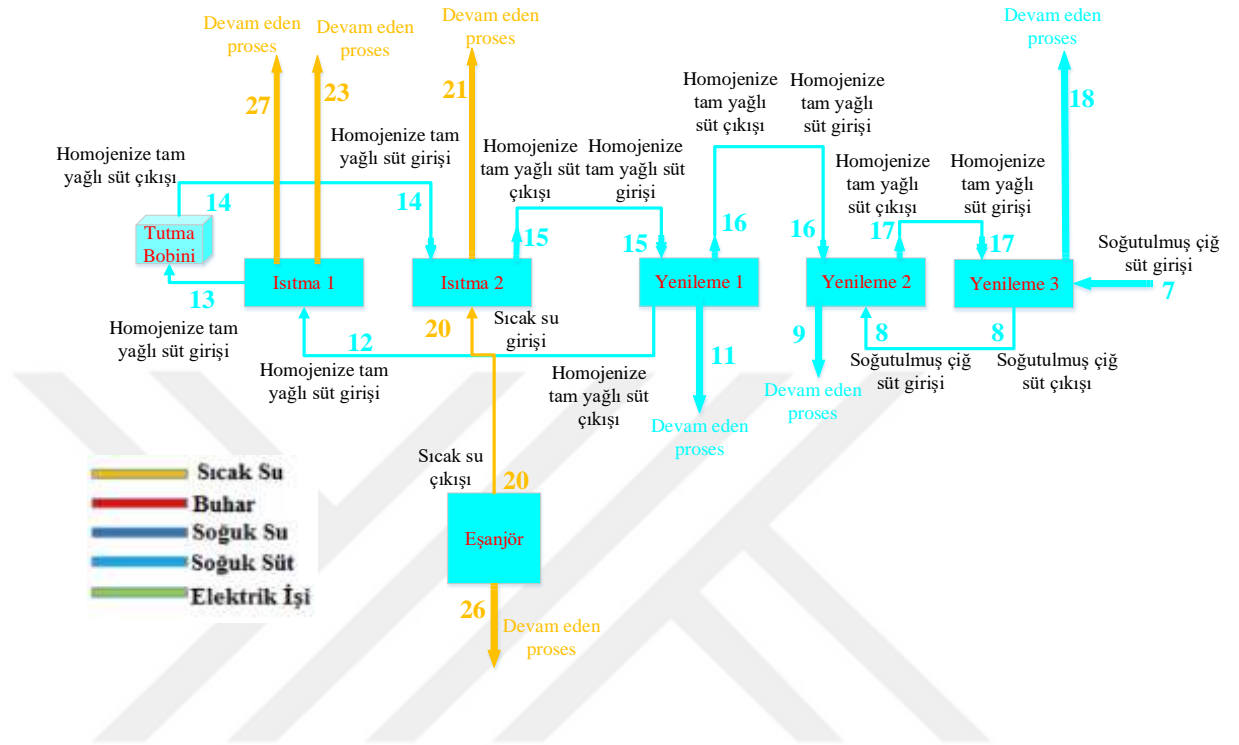 Devam eden
proses
27
Devam eden
proses
23
Devam eden
proses
21
Devam eden
proses
18
Homojenize tam
yağlı süt çıkışı
14
Homojenize tam
yağlı süt girişi
14
Homojenize
tam yağlı süt
çıkışı
15
Homojenize
tam yağlı süt
girişi
15
Homojenize
tam yağlı
süt çıkışı
16
Homojenize
tam yağlı
süt girişi
16
Homojenize
tam yağlı
süt çıkışı
17
Homojenize
tam yağlı
süt girişi
17
Soğutulmuş çiğ
süt girişi
7
Tutma
Bobini
Isıtma 1
Isıtma 2
Yenileme 1
Yenileme 2
Yenileme 3
13
Homojenize tam
yağlı süt girişi
12
Homojenize tam
yağlı süt girişi
20
Sıcak su
girişi
Homojenize
tam yağlı süt
çıkışı
11
Devam eden
proses
9
Devam eden
proses
8
Soğutulmuş çiğ
süt girişi
8
Soğutulmuş çiğ
süt çıkışı
Sıcak su
çıkışı
20
Eşanjör
26
Devam eden
proses
Sıcak Su
Buhar
Soğuk Su
Soğuk Süt
Elektrik İşi